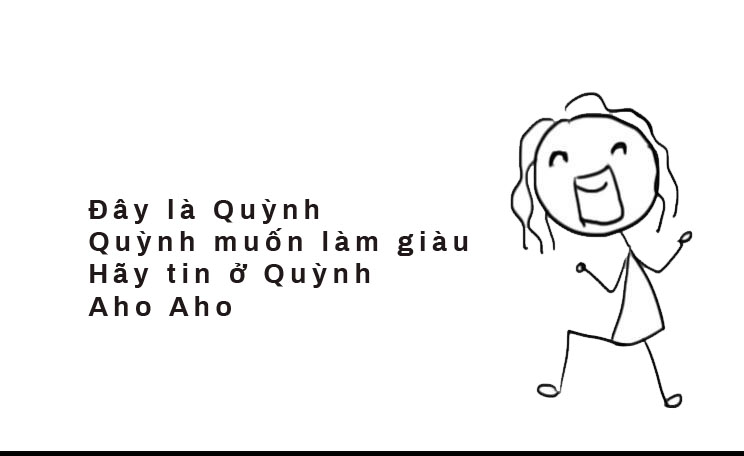 Đây là Quỳnh
Quỳnh muốn làm giàu
Hãy tin ở Quỳnh
Aho Aho